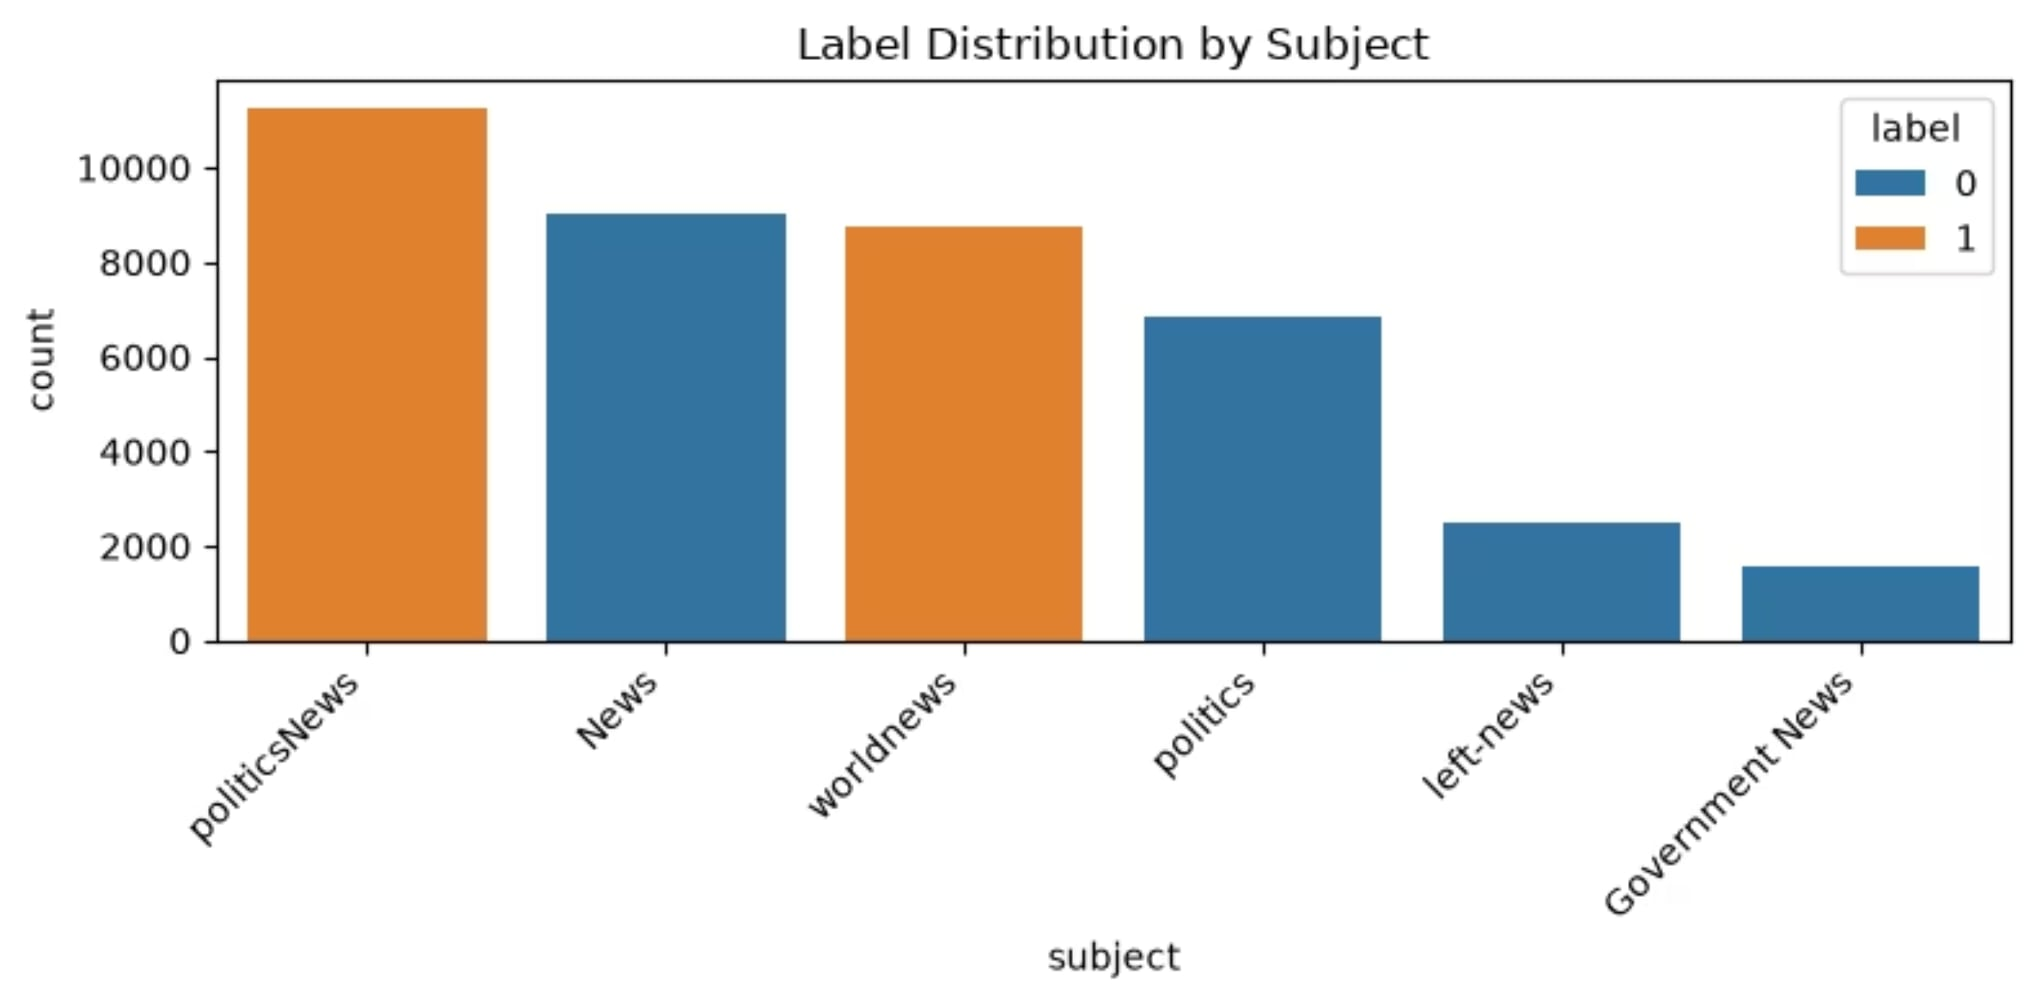 Label Distribution by Subject
label
0
1
count
10000
8000
6000
4000
2000
0
politicsNews
News
worldnews
politics
left-news
Government News
subject